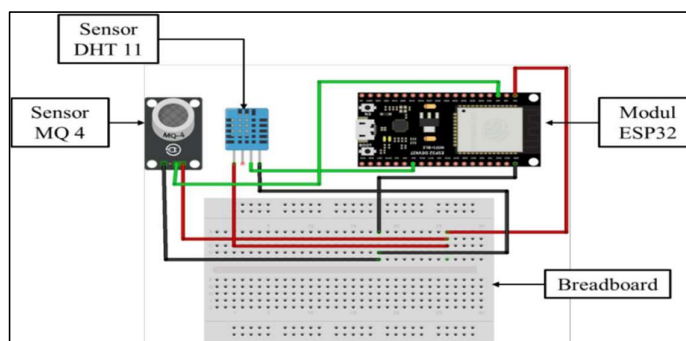 Sensor
DHT 11
Sensor
MQ 4
MQ-4
Modul
ESP32
Breadboard